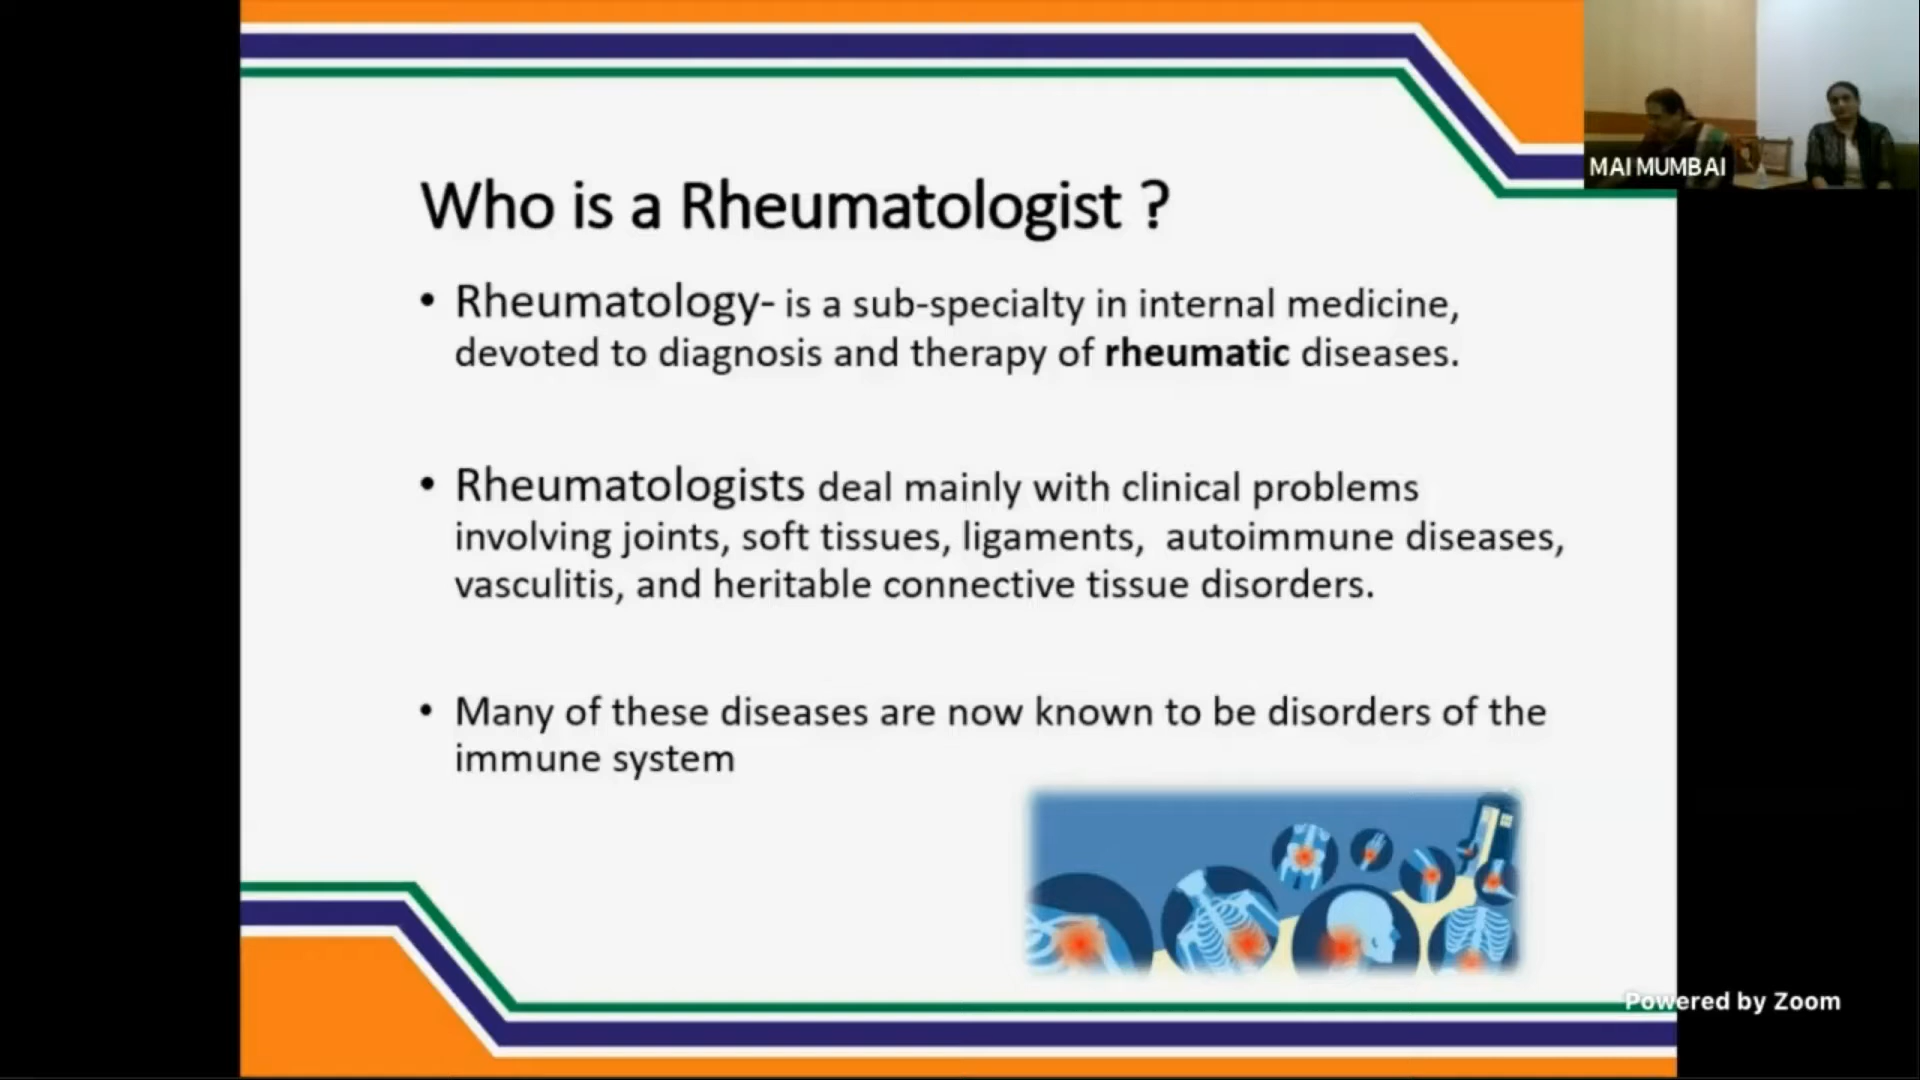 MAI MUMBAI
Who is a Rheumatologist ?
• Rheumatology- is a sub-specialty in internal medicine,
devoted to diagnosis and therapy of rheumatic diseases.
• Rheumatologists deal mainly with clinical problems
involving joints, soft tissues, ligaments,  autoimmune diseases,
vasculitis, and heritable connective tissue disorders.
• Many of these diseases are now known to be disorders of the
immune system
Powered by Zoom